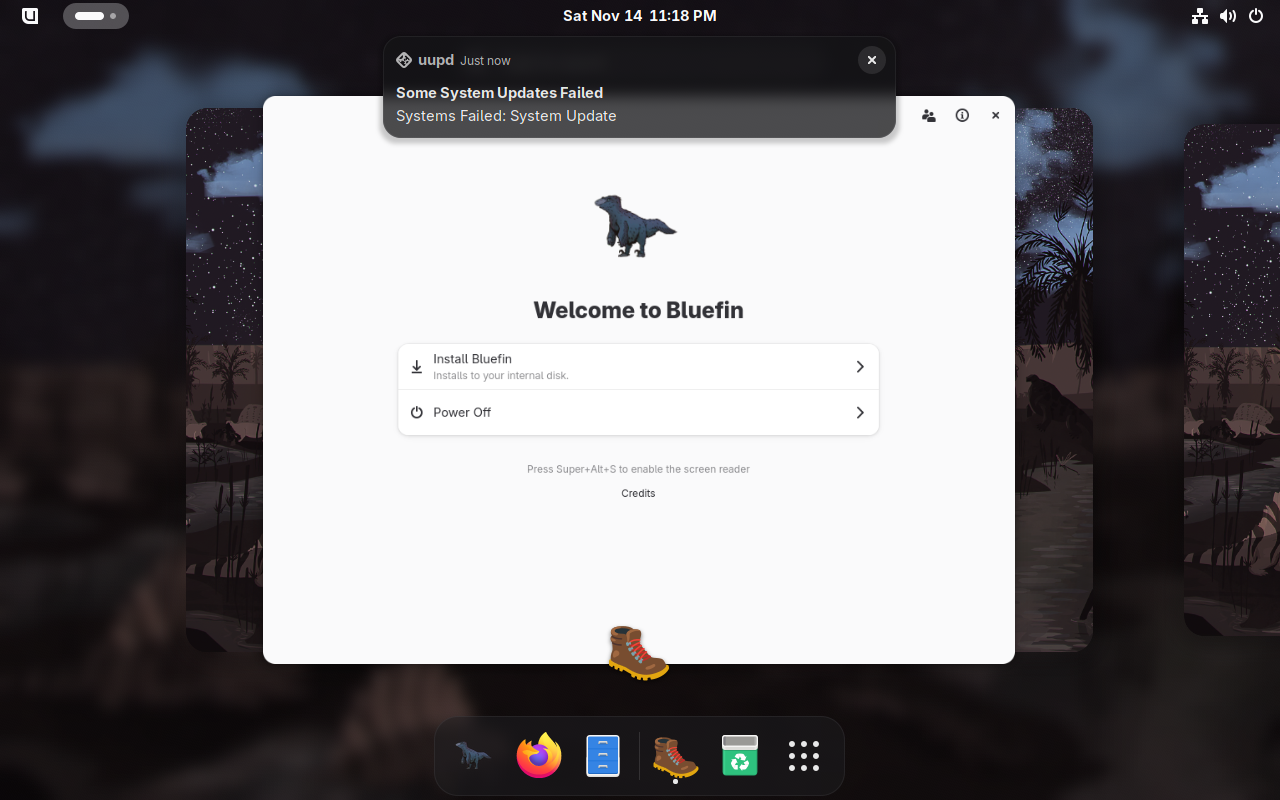 Sat Nov 14 11:18 PM
uupd Just now
Some System Updates Failed
Systems Failed: System Update
Welcome to Bluefin
Install Bluefin
Installs to your internal disk.
Power Off
Press Super+Alt+S to enable the screen reader
Credits